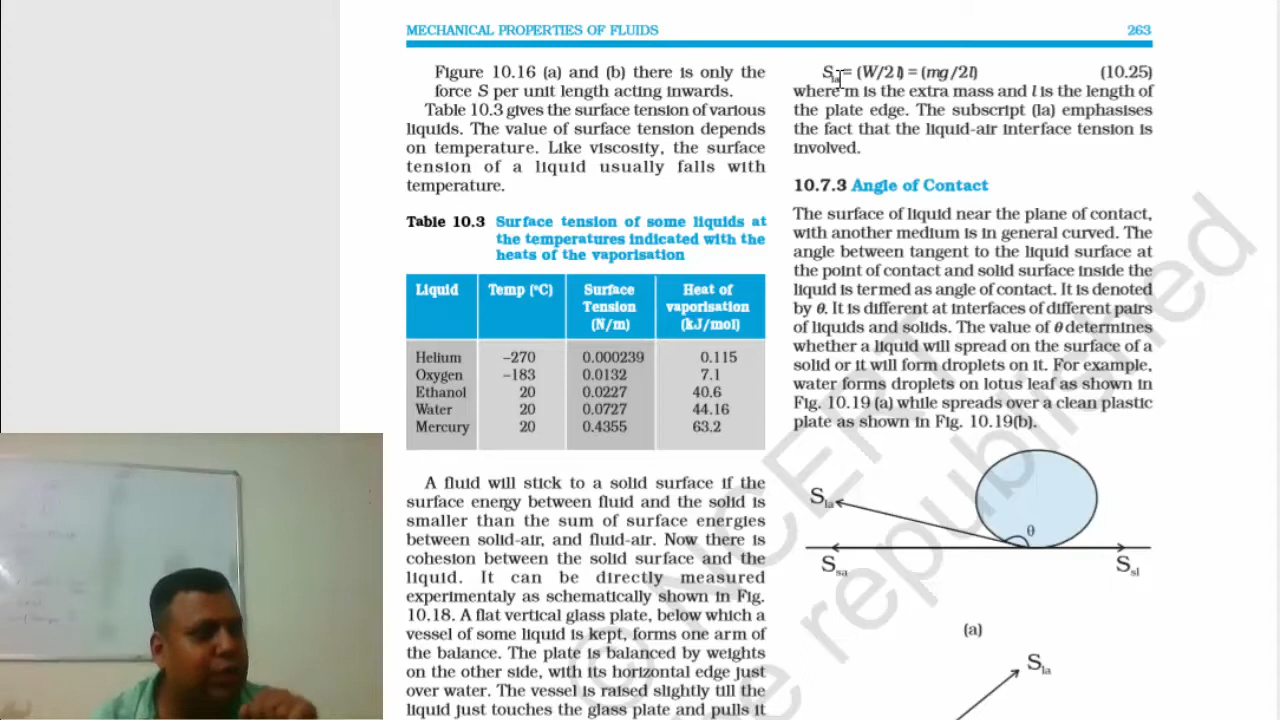 MECHANICAL PROPERTIES OF FLUIDS 263
Figure 10.16 (a) and (b) there is only the
force S per unit length acting inwards.
Table 10.3 gives the surface tension of various
liquids. The value of surface tension depends
on temperature. Like viscosity, the surface
tension of a liquid usually falls with
temperature.
Table 10.3 Surface tension of some liquids at
the temperatures indicated with the
heats of the vaporisation
Liquid Temp (°C) Surface Heat of
Tension vaporisation
(N/m) (kJ/mol)
Helium –270 0.000239 0.115
Oxygen –183 0.0132 7.1
Ethanol 20 0.0227 40.6
Water 20 0.0727 44.16
Mercury 20 0.4355 63.2
A fluid will stick to a solid surface if the
surface energy between fluid and the solid is
smaller than the sum of surface energies
between solid-air, and fluid-air. Now there is
cohesion between the solid surface and the
liquid. It can be directly measured
experimentaly as schematically shown in Fig.
10.18. A flat vertical glass plate, below which a
vessel of some liquid is kept, forms one arm of
the balance. The plate is balanced by weights
on the other side, with its horizontal edge just
over water. The vessel is raised slightly till the
liquid just touches the glass plate and pulls it
Sla = (W/2l) = (mg/2l) (10.25)
where m is the extra mass and l is the length of
the plate edge. The subscript (la) emphasises
the fact that the liquid-air interface tension is
involved.
10.7.3 Angle of Contact
The surface of liquid near the plane of contact,
with another medium is in general curved. The
angle between tangent to the liquid surface at
the point of contact and solid surface inside the
liquid is termed as angle of contact. It is denoted
by θ. It is different at interfaces of different pairs
of liquids and solids. The value of θ determines
whether a liquid will spread on the surface of a
solid or it will form droplets on it. For example,
water forms droplets on lotus leaf as shown in
Fig. 10.19 (a) while spreads over a clean plastic
plate as shown in Fig. 10.19(b).
Sla
θ
Ssa Ssl
(a)
Sla
© NCERT
be republished